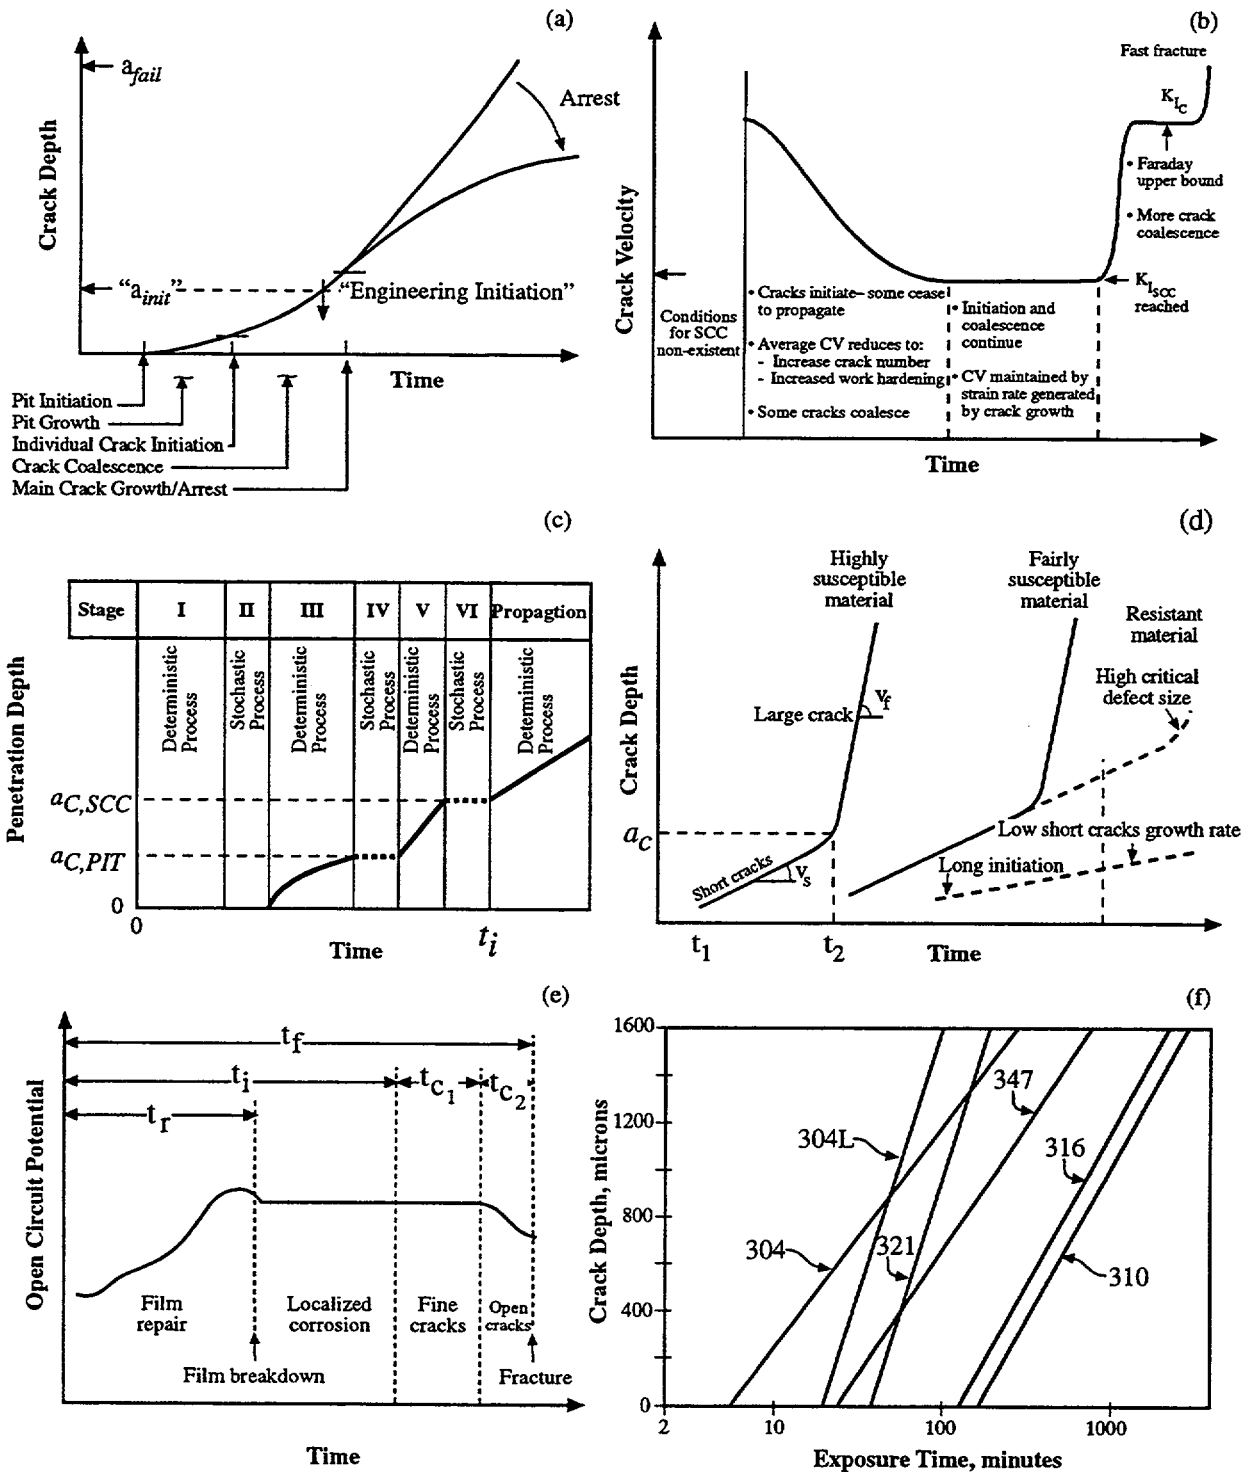 (a)
a_fail
Arrest
Crack Depth
"a_init"
"Engineering Initiation"
Time
Pit Initiation
Pit Growth
Individual Crack Initiation
Crack Coalescence
Main Crack Growth/Arrest
(b)
Fast fracture
K_I_C
• Faraday
upper bound
• More crack
coalescence
K_I_SCC
reached
Crack Velocity
Conditions
for SCC
non-existent
• Cracks initiate– some cease
to propagate
• Average CV reduces to:
- Increase crack number
- Increased work hardening
• Some cracks coalesce
• Initiation and
coalescence
continue
• CV maintained by
strain rate generated
by crack growth
Time
(c)
Stage I II III IV V VI Propagtion
Deterministic
Process
Stochastic
Process
Deterministic
Process
Stochastic
Process
Deterministic
Process
Stochastic
Process
Deterministic
Process
Penetration Depth
a_C,SCC
a_C,PIT
0
0
Time
t_i
(d)
Highly
susceptible
material
Fairly
susceptible
material
Resistant
material
High critical
defect size
Large crack
v_f
Crack Depth
a_c
Short cracks
v_s
Low short cracks growth rate
Long initiation
t_1
t_2
Time
(e)
t_f
t_i
t_c_1
t_c_2
t_r
Open Circuit Potential
Film
repair
Localized
corrosion
Fine
cracks
Open
cracks
Film breakdown
Fracture
Time
(f)
1600
1200
800
400
0
Crack Depth, microns
304L
347
316
304
321
310
2 10 100 1000
Exposure Time, minutes